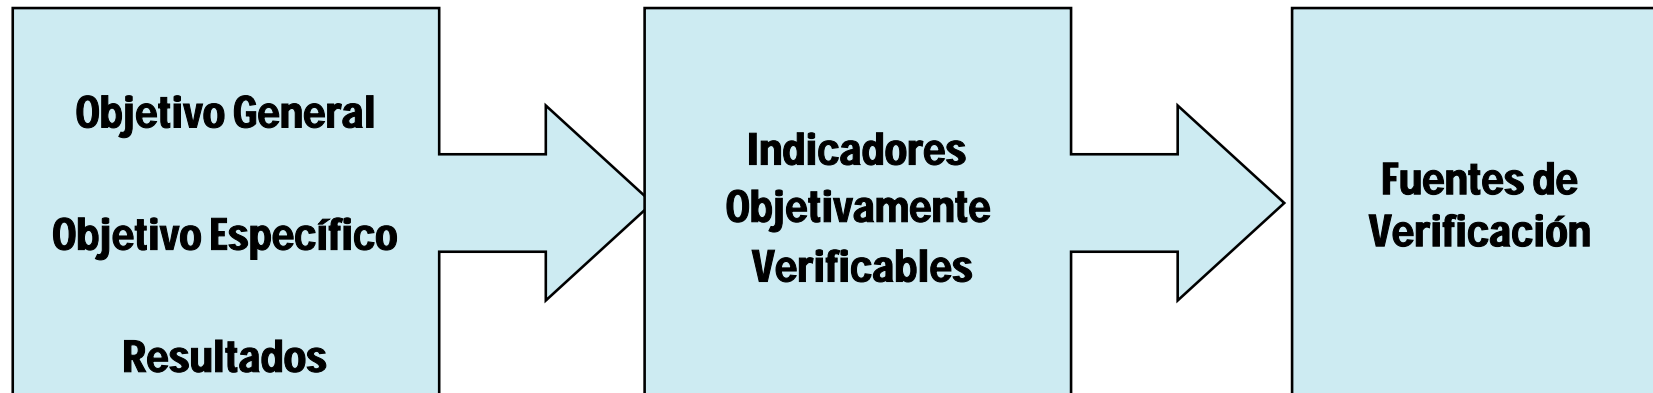 Objetivo General
Objetivo Específico
Resultados
Indicadores
Objetivamente
Verificables
Fuentes de
Verificación